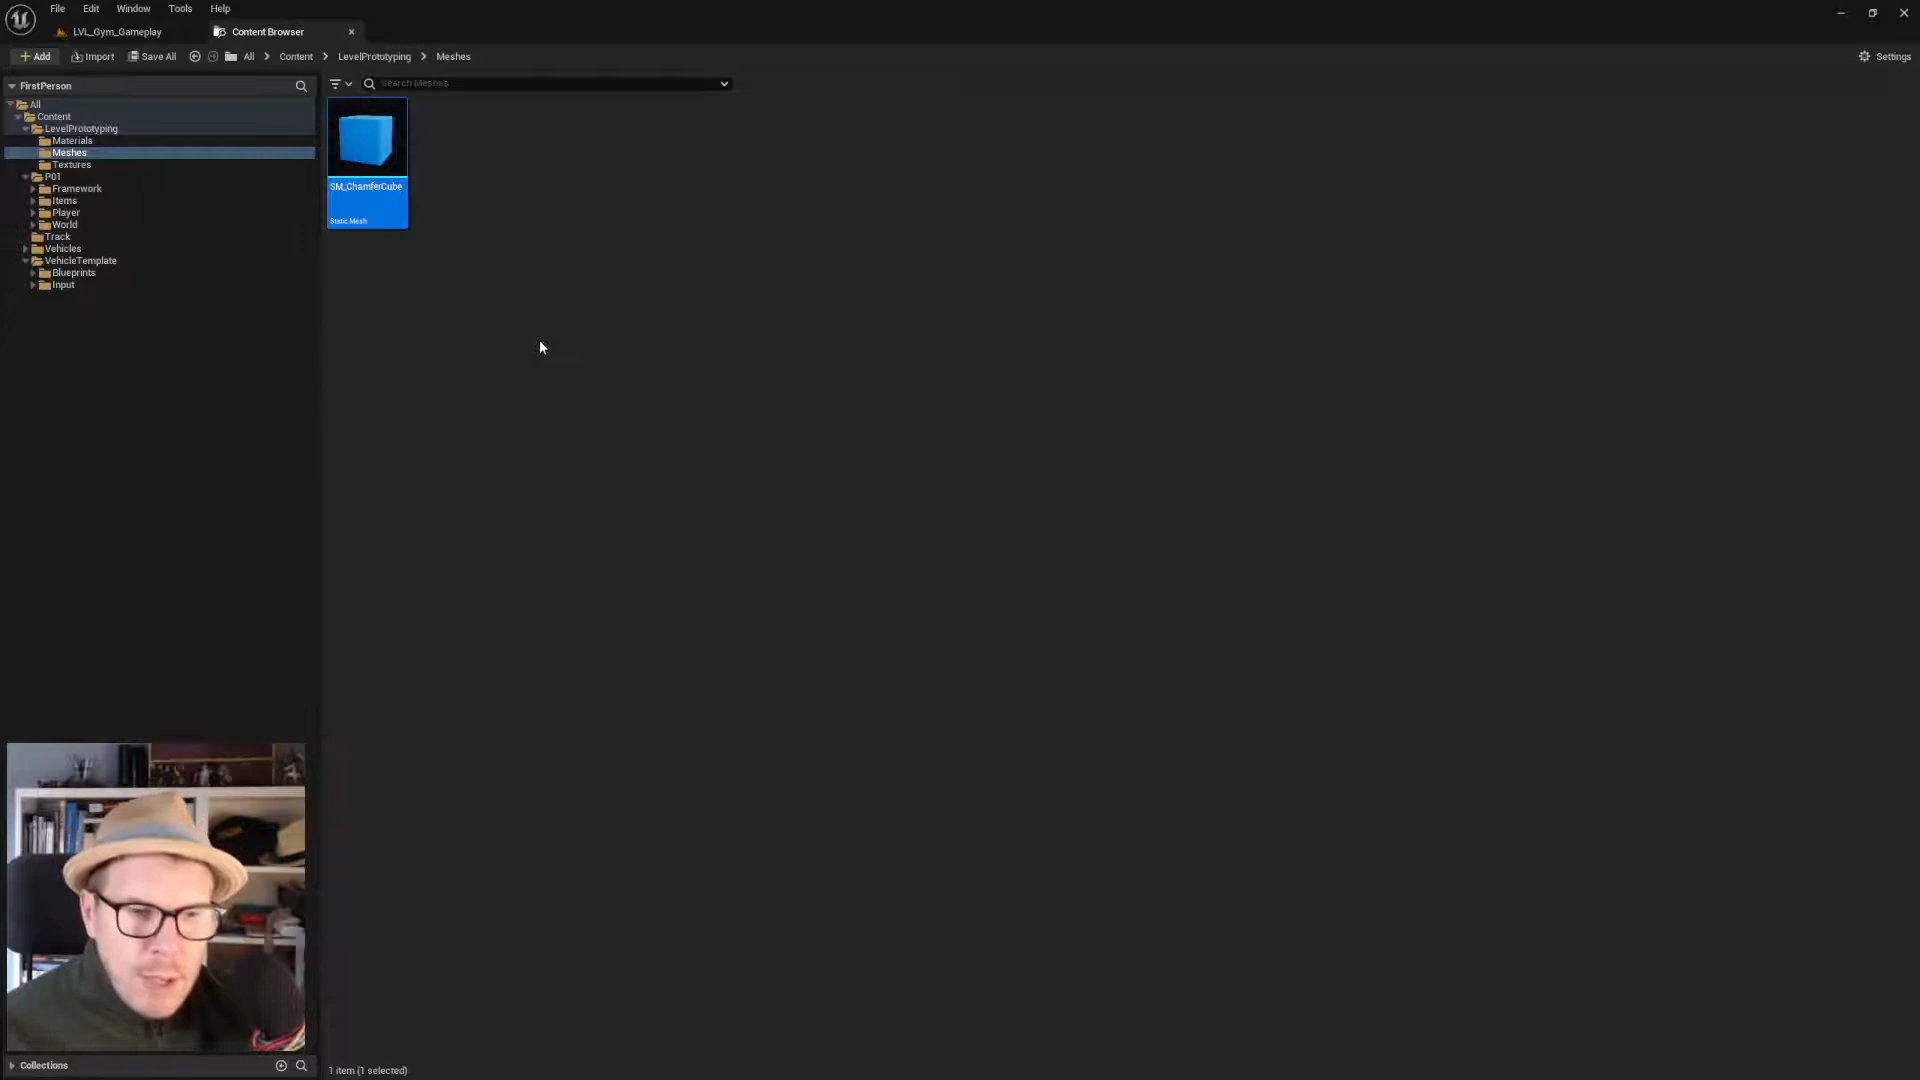 File Edit Window Tools Help
LVL_Gym_Gameplay Content Browser
Add Import Save All All Content LevelPrototyping Meshes Settings
FirstPerson
Search Meshes
All
Content
LevelPrototyping
Materials
Meshes
Textures
P01
Framework
Items
Player
World
Track
Vehicles
VehicleTemplate
Blueprints
Input
SM_ChamferCube
Static Mesh
Collections
1 item (1 selected)